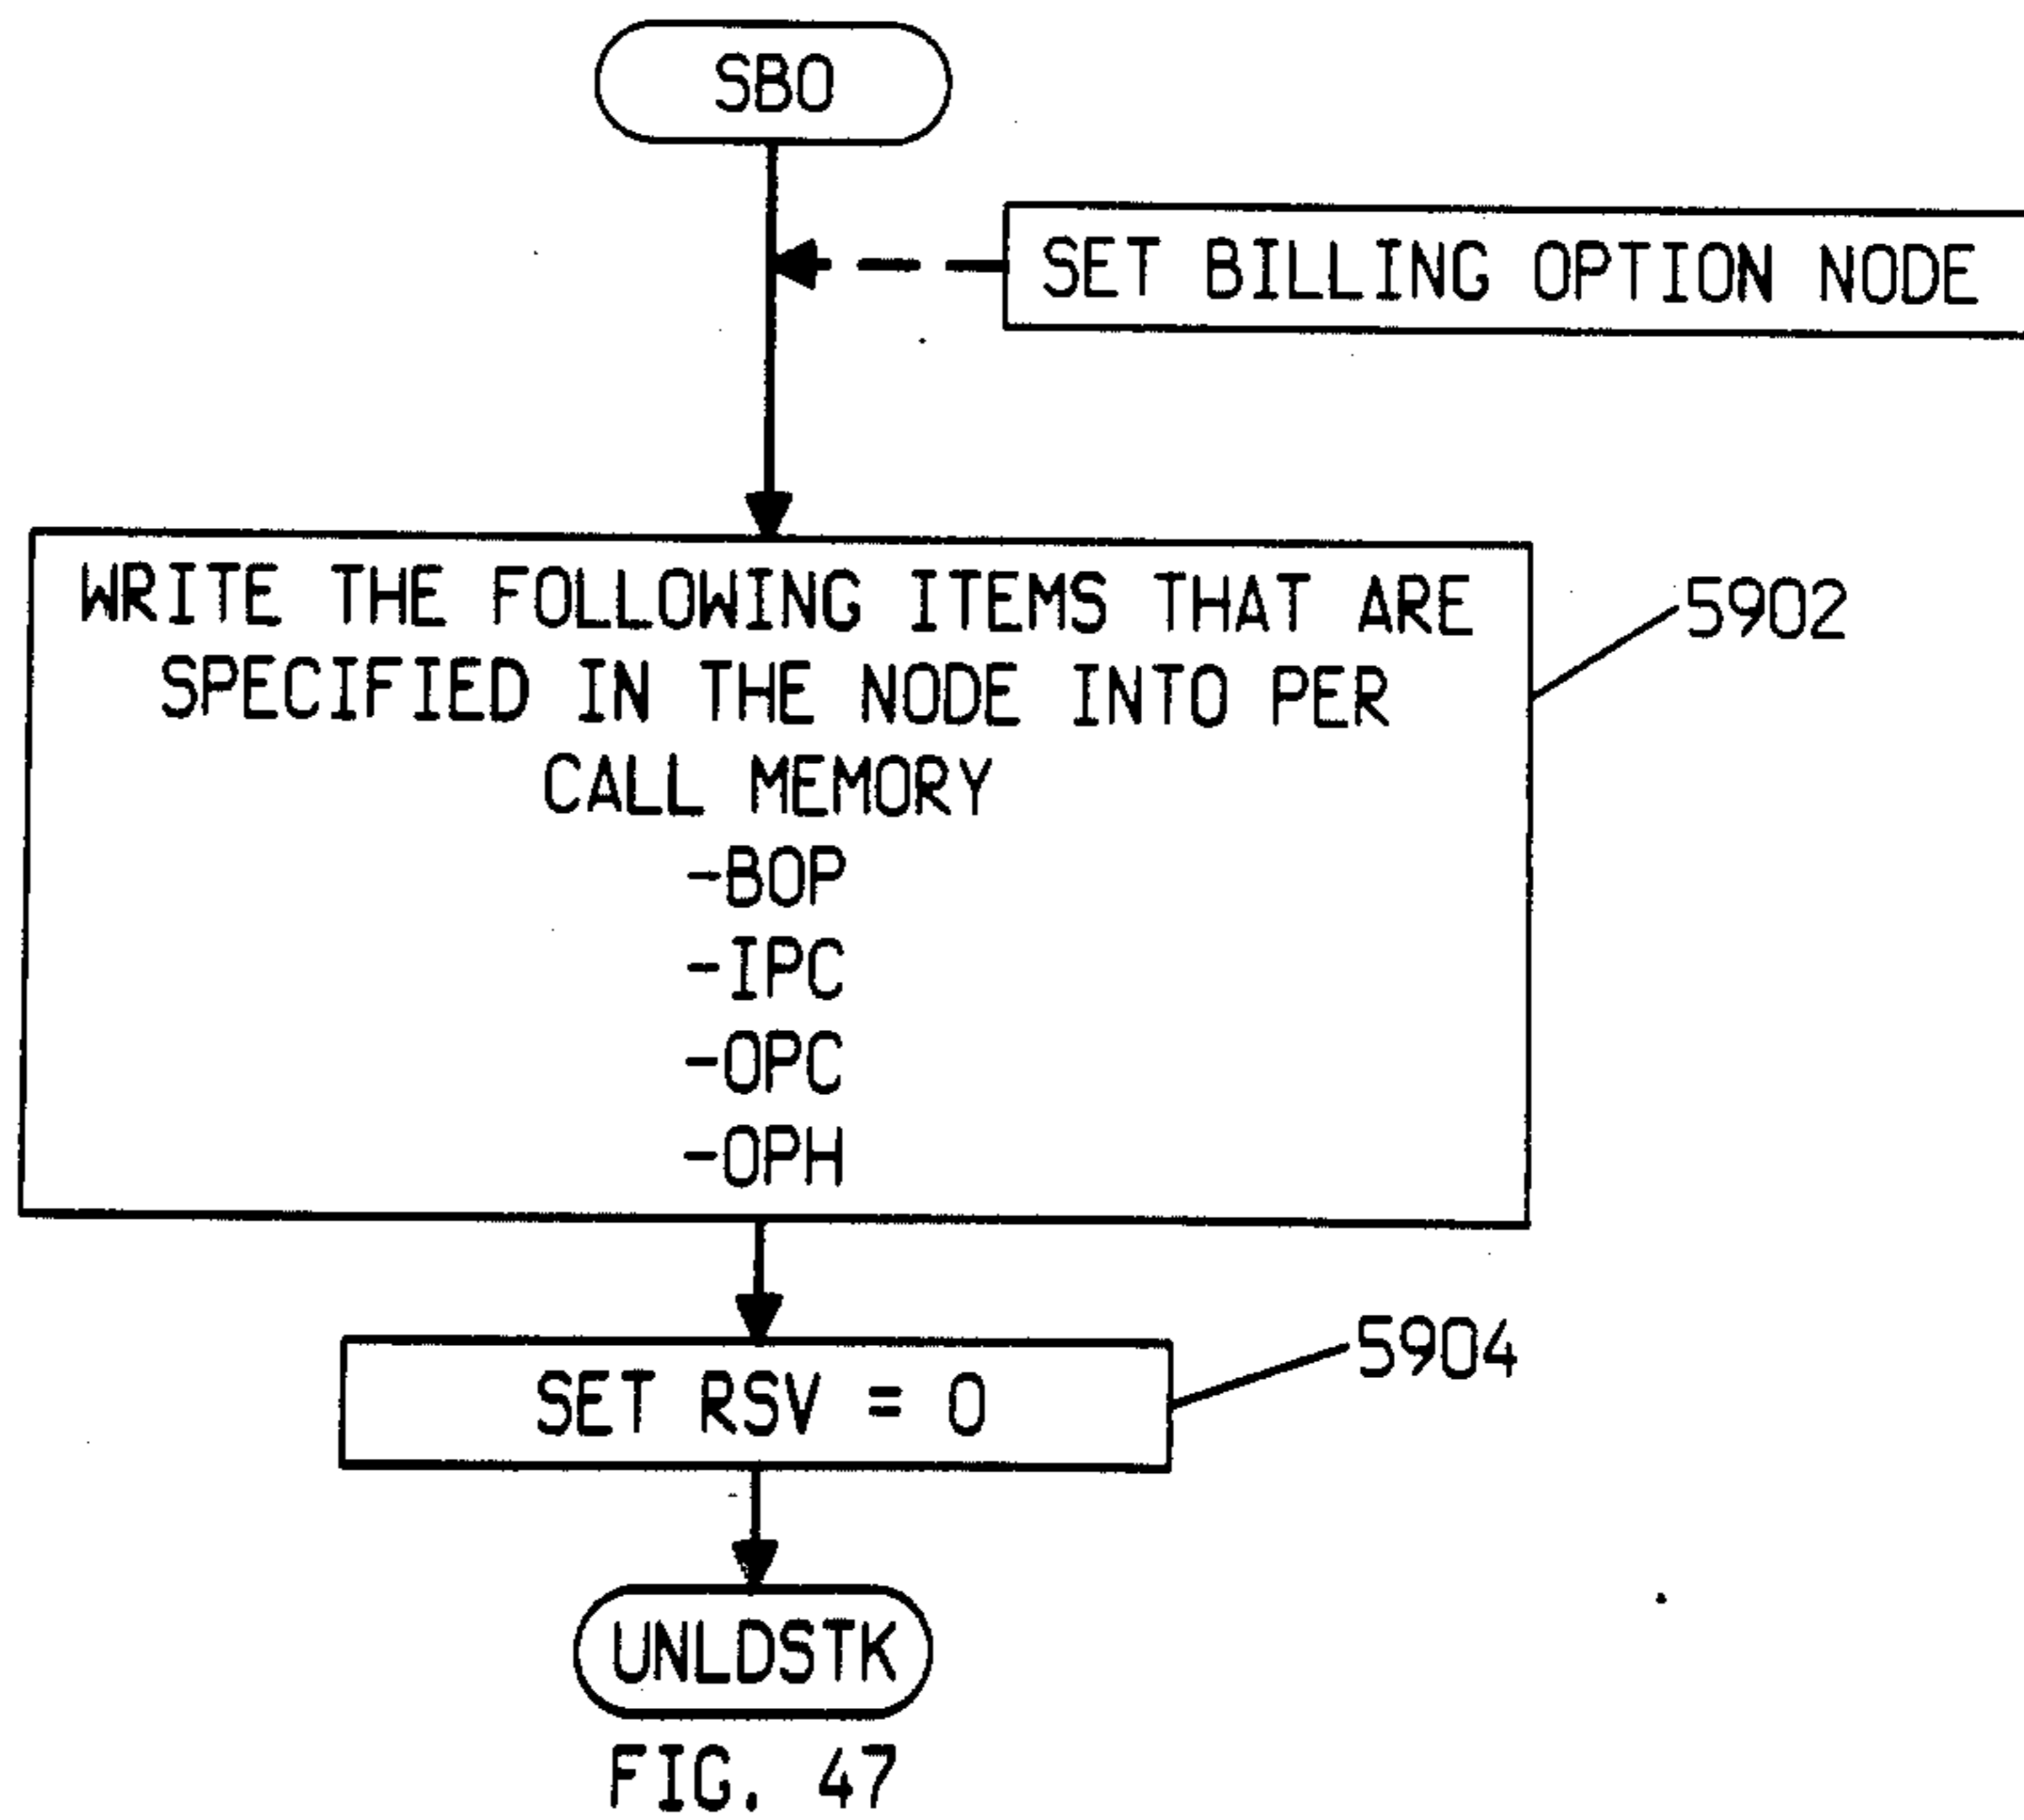 SBO
SET BILLING OPTION NODE
WRITE THE FOLLOWING ITEMS THAT ARE
SPECIFIED IN THE NODE INTO PER
CALL MEMORY
-BOP
-IPC
-OPC
-OPH
5902
SET RSV = 0
5904
UNLDSTK
FIG. 47